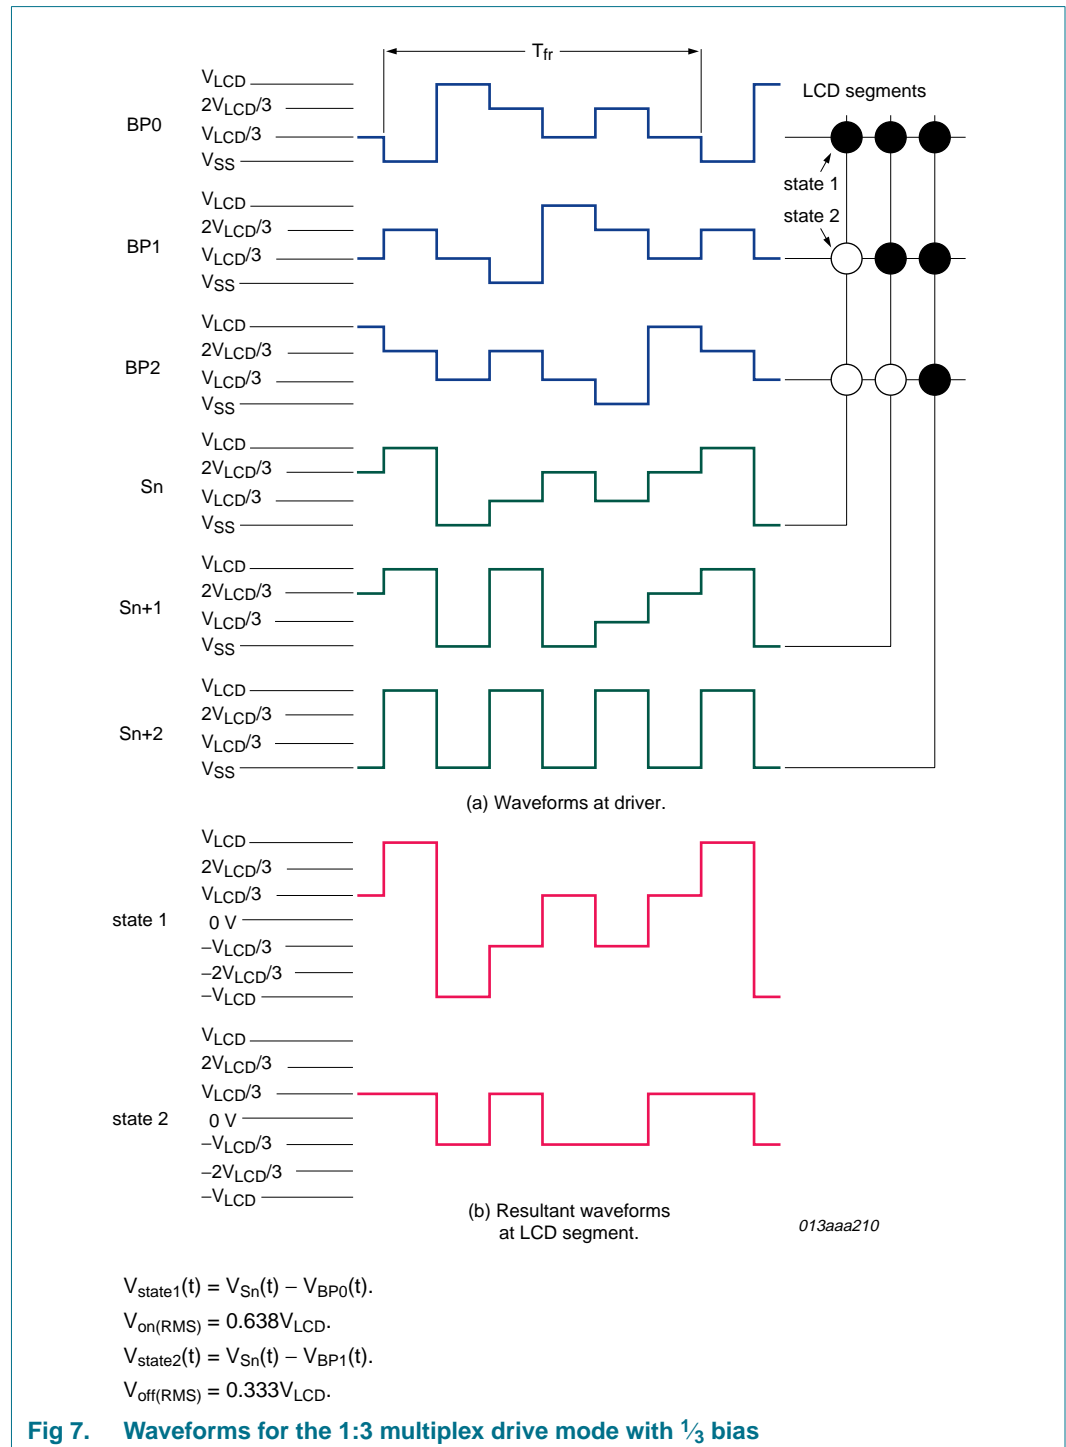 Tfr
VLCD
2VLCD/3
BP0
VLCD/3
VSS
LCD segments
state 1
VLCD
2VLCD/3
BP1
VLCD/3
VSS
state 2
VLCD
2VLCD/3
BP2
VLCD/3
VSS
VLCD
2VLCD/3
Sn
VLCD/3
VSS
VLCD
2VLCD/3
Sn+1
VLCD/3
VSS
VLCD
2VLCD/3
Sn+2
VLCD/3
VSS
(a) Waveforms at driver.
VLCD
2VLCD/3
VLCD/3
state 1
0 V
−VLCD/3
−2VLCD/3
−VLCD
VLCD
2VLCD/3
VLCD/3
state 2
0 V
−VLCD/3
−2VLCD/3
−VLCD
(b) Resultant waveforms
at LCD segment.
013aaa210
Vstate1(t) = VSn(t) − VBP0(t).
Von(RMS) = 0.638VLCD.
Vstate2(t) = VSn(t) − VBP1(t).
Voff(RMS) = 0.333VLCD.
Fig 7. Waveforms for the 1:3 multiplex drive mode with 1⁄3 bias